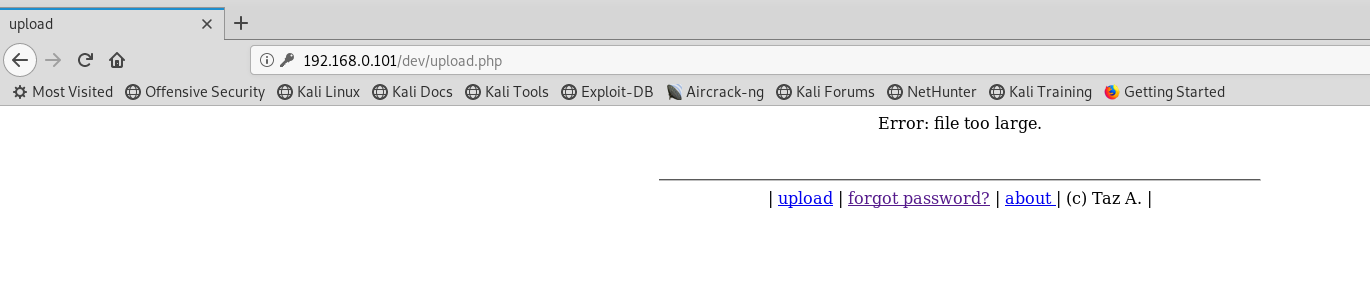 upload
192.168.0.101/dev/upload.php
Most Visited Offensive Security Kali Linux Kali Docs Kali Tools Exploit-DB Aircrack-ng Kali Forums NetHunter Kali Training Getting Started
Error: file too large.
| upload | forgot password? | about | (c) Taz A. |